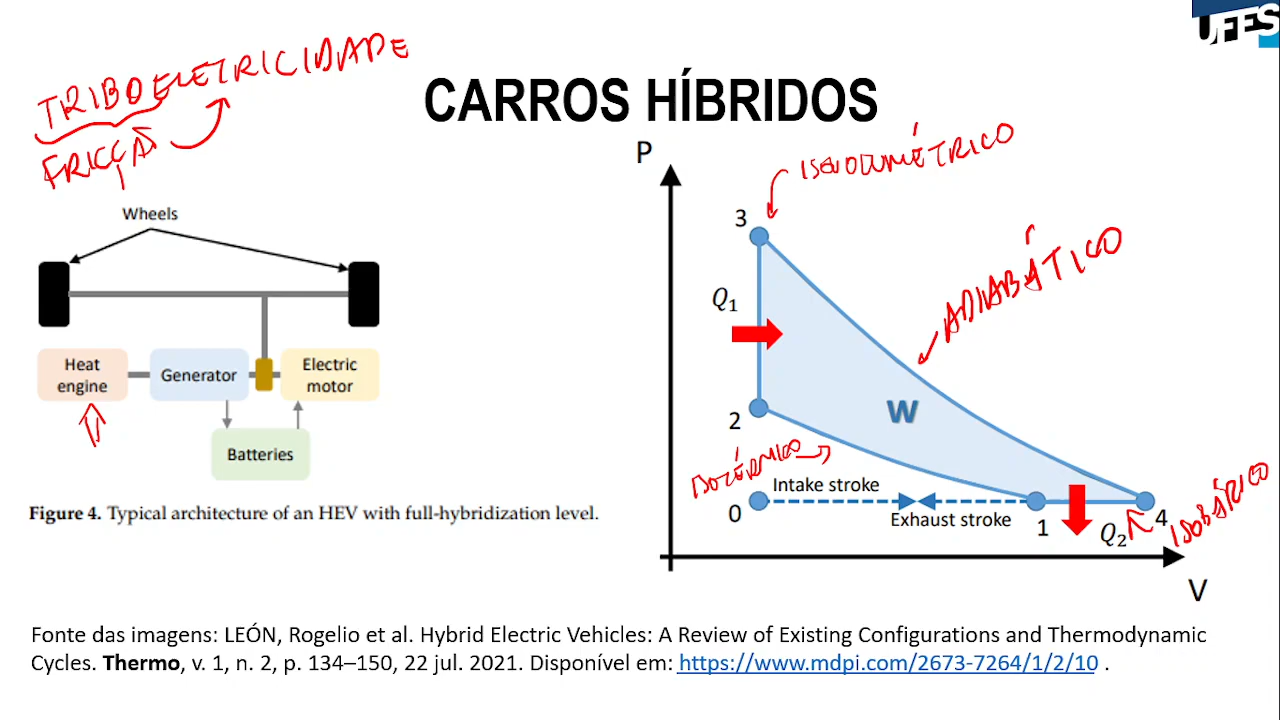 UFES
TRIBOELETRICIDADE
FRICÇÃO
CARROS HÍBRIDOS
Wheels
Heat
engine
Generator
Electric
motor
Batteries
Figure 4. Typical architecture of an HEV with full-hybridization level.
P
ISOVOLUMÉTRICO
3
ADIABÁTICO
Q1
W
2
ISOTÉRMICO
Intake stroke
0
Exhaust stroke
1
Q2
4
ISOBÁRICO
V
Fonte das imagens: LEÓN, Rogelio et al. Hybrid Electric Vehicles: A Review of Existing Configurations and Thermodynamic
Cycles. Thermo, v. 1, n. 2, p. 134–150, 22 jul. 2021. Disponível em: https://www.mdpi.com/2673-7264/1/2/10 .